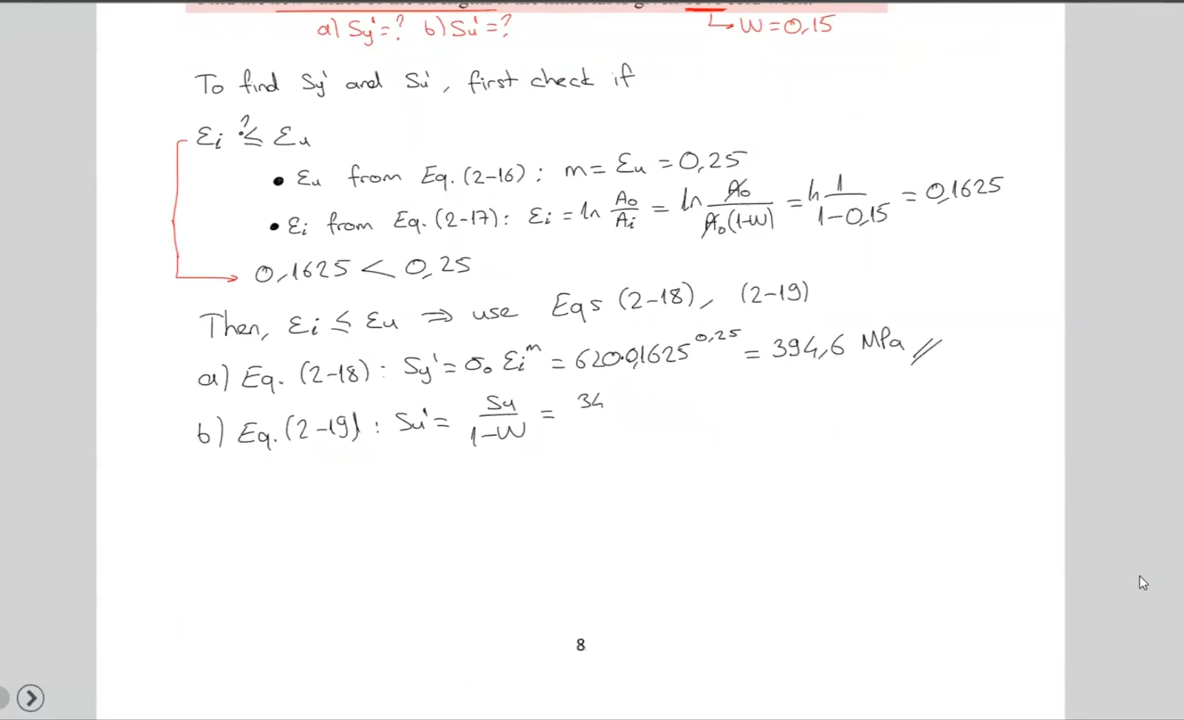 a) Sy'=? b) Su'=? ↳ W=0,15
To find Sy' and Su', first check if
εi ≤? εu
• εu from Eq. (2-16): m= εu = 0,25
• εi from Eq. (2-17): εi = ln A0/Ai = ln A0/A0(1-W) = ln 1/1-0,15 = 0,1625
0,1625 < 0,25
Then, εi ≤ εu ⇒ use Eqs (2-18), (2-19)
a) Eq. (2-18): Sy' = σ0 εi^m = 620·0,1625^0,25 = 394,6 MPa //
b) Eq. (2-19): Su' = Su/1-W = 34
8